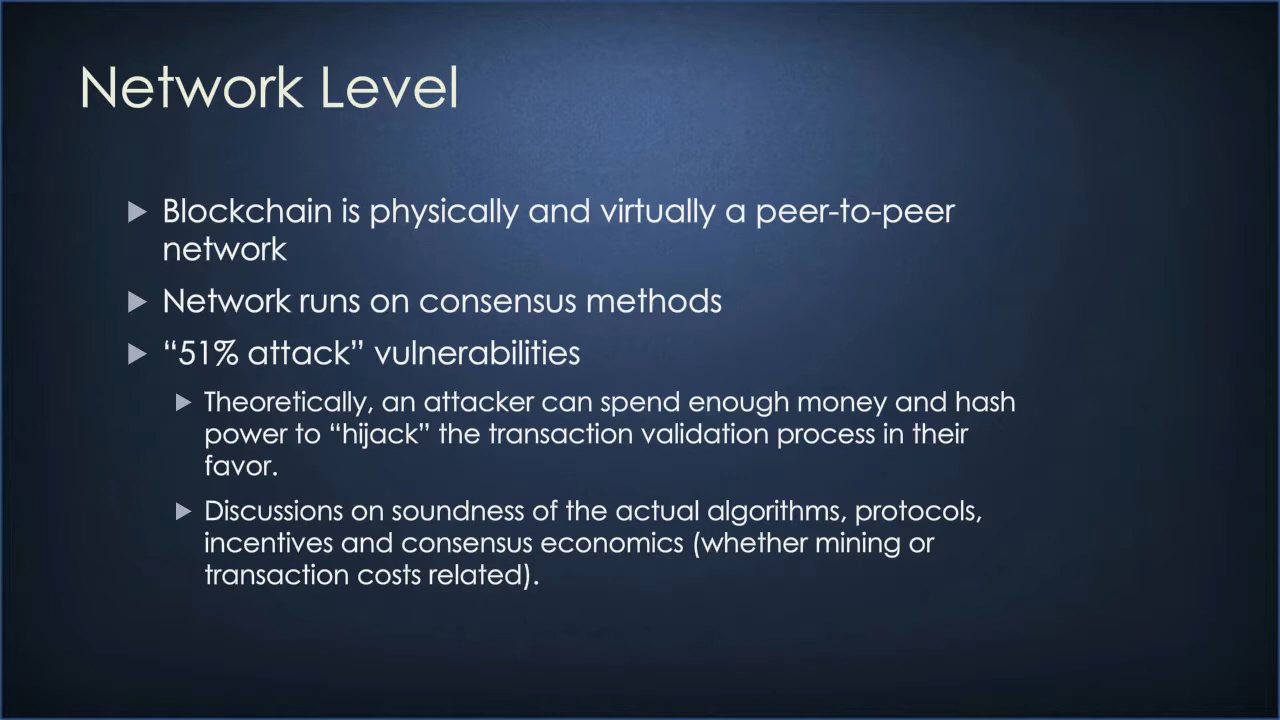 Network Level
Blockchain is physically and virtually a peer-to-peer
network
Network runs on consensus methods
“51% attack” vulnerabilities
Theoretically, an attacker can spend enough money and hash
power to “hijack” the transaction validation process in their
favor.
Discussions on soundness of the actual algorithms, protocols,
incentives and consensus economics (whether mining or
transaction costs related).